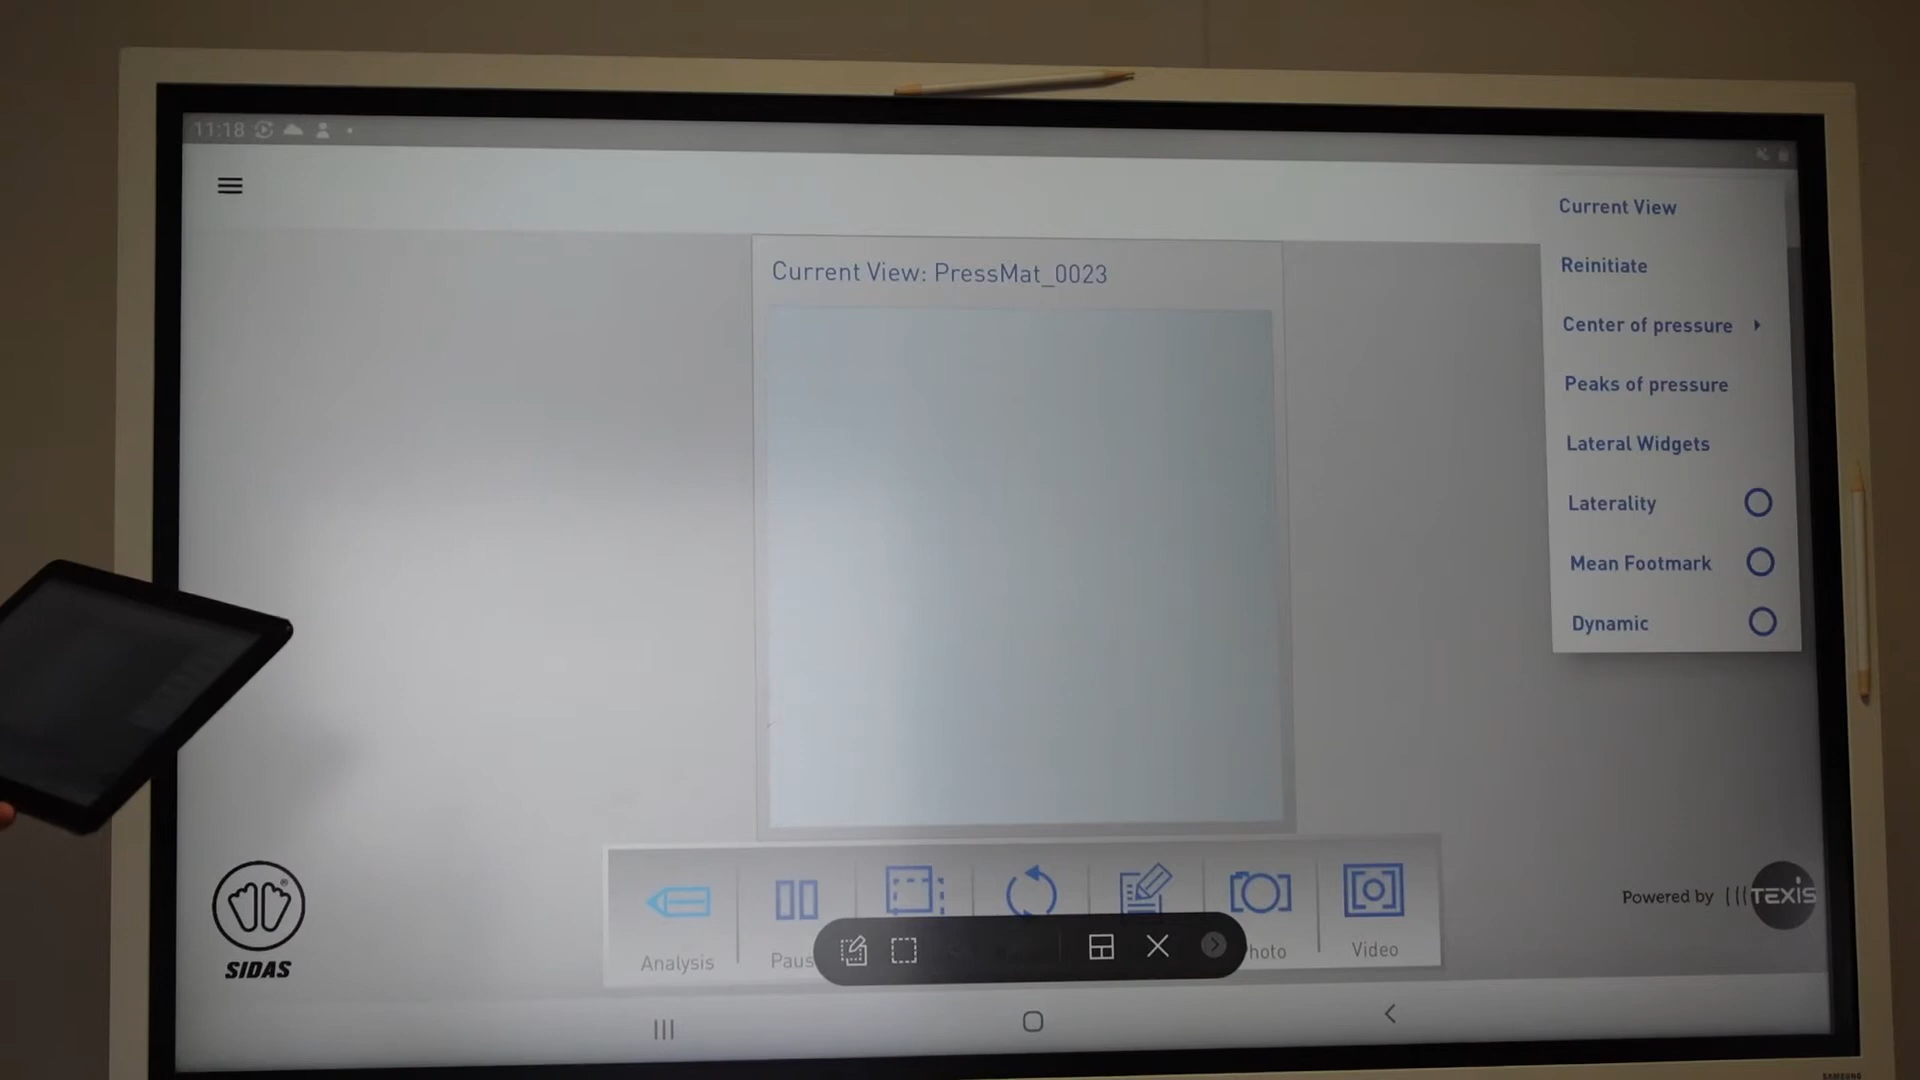 11:18
Current View
Reinitiate
Center of pressure
Peaks of pressure
Lateral Widgets
Laterality
Mean Footmark
Dynamic
Current View: PressMat_0023
Analysis
Paus
hoto
Video
SIDAS
Powered by TEXIS
SAMSUNG